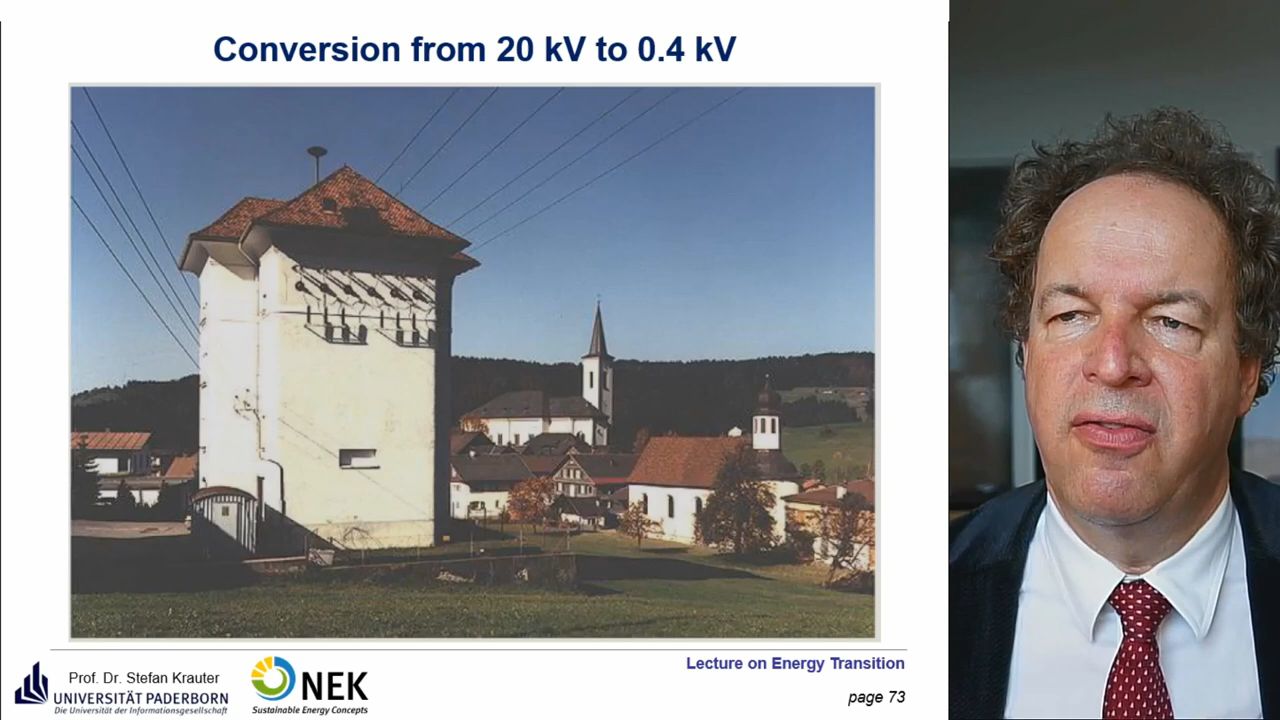 Conversion from 20 kV to 0.4 kV
Prof. Dr. Stefan Krauter
UNIVERSITÄT PADERBORN
Die Universität der Informationsgesellschaft
NEK
Sustainable Energy Concepts
Lecture on Energy Transition
page 73